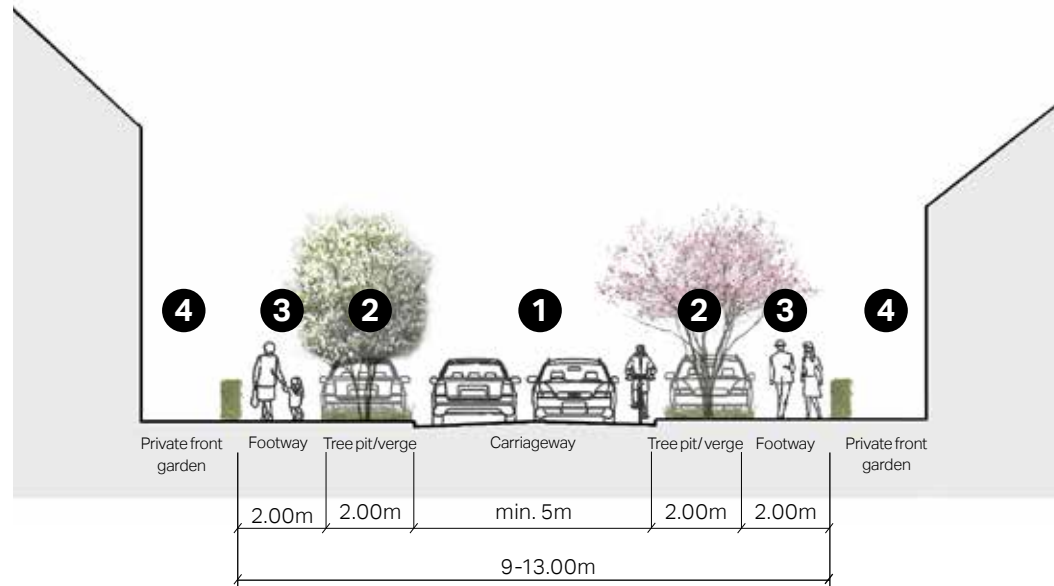 4
3
2
1
2
3
4
Private front
garden
Footway
Tree pit/verge
Carriageway
Tree pit/ verge
Footway
Private front
garden
2.00m
2.00m
min. 5m
2.00m
2.00m
9-13.00m